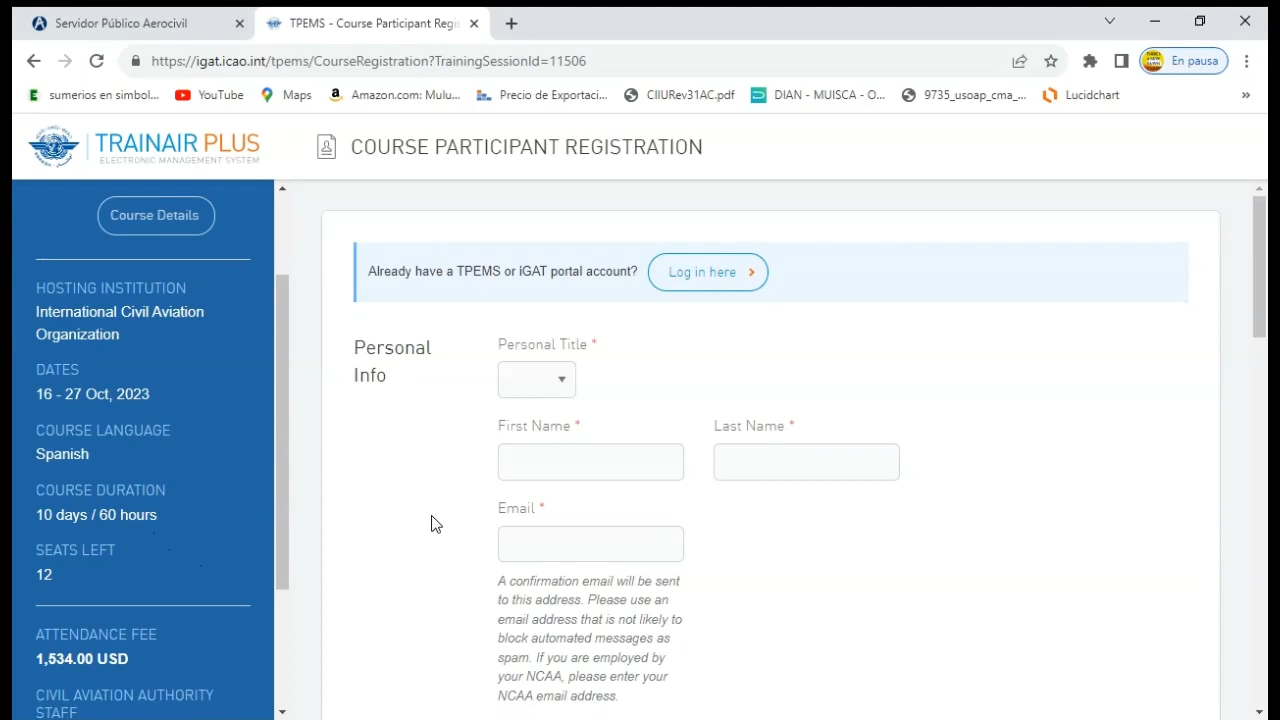 Servidor Público Aerocivil
TPEMS - Course Participant Regis
https://igat.icao.int/tpems/CourseRegistration?TrainingSessionId=11506
En pausa
E sumerios en simbol...
YouTube
Maps
Amazon.com: Mulu...
Precio de Exportaci...
CIIURev31AC.pdf
DIAN - MUISCA - O...
9735_usoap_cma_...
Lucidchart
»
TRAINAIR PLUS
ELECTRONIC MANAGEMENT SYSTEM
COURSE PARTICIPANT REGISTRATION
Course Details
HOSTING INSTITUTION
International Civil Aviation
Organization
DATES
16 - 27 Oct, 2023
COURSE LANGUAGE
Spanish
COURSE DURATION
10 days / 60 hours
SEATS LEFT
12
ATTENDANCE FEE
1,534.00 USD
CIVIL AVIATION AUTHORITY
STAFF
Already have a TPEMS or iGAT portal account?
Log in here
Personal
Info
Personal Title *
First Name *
Last Name *
Email *
A confirmation email will be sent
to this address. Please use an
email address that is not likely to
block automated messages as
spam. If you are employed by
your NCAA, please enter your
NCAA email address.